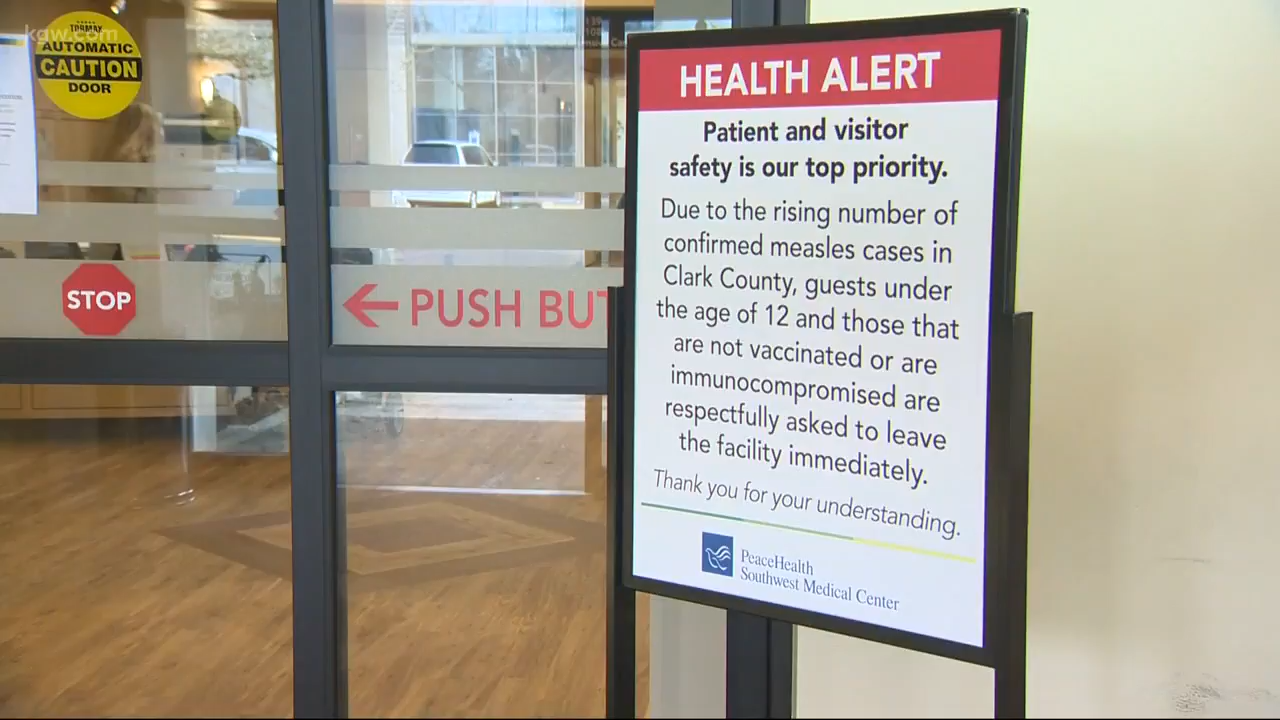 kgw.com
TORMAX
AUTOMATIC
CAUTION
DOOR
STOP
PUSH BUT
HEALTH ALERT
Patient and visitor
safety is our top priority.
Due to the rising number of
confirmed measles cases in
Clark County, guests under
the age of 12 and those that
are not vaccinated or are
immunocompromised are
respectfully asked to leave
the facility immediately.
Thank you for your understanding.
PeaceHealth
Southwest Medical Center